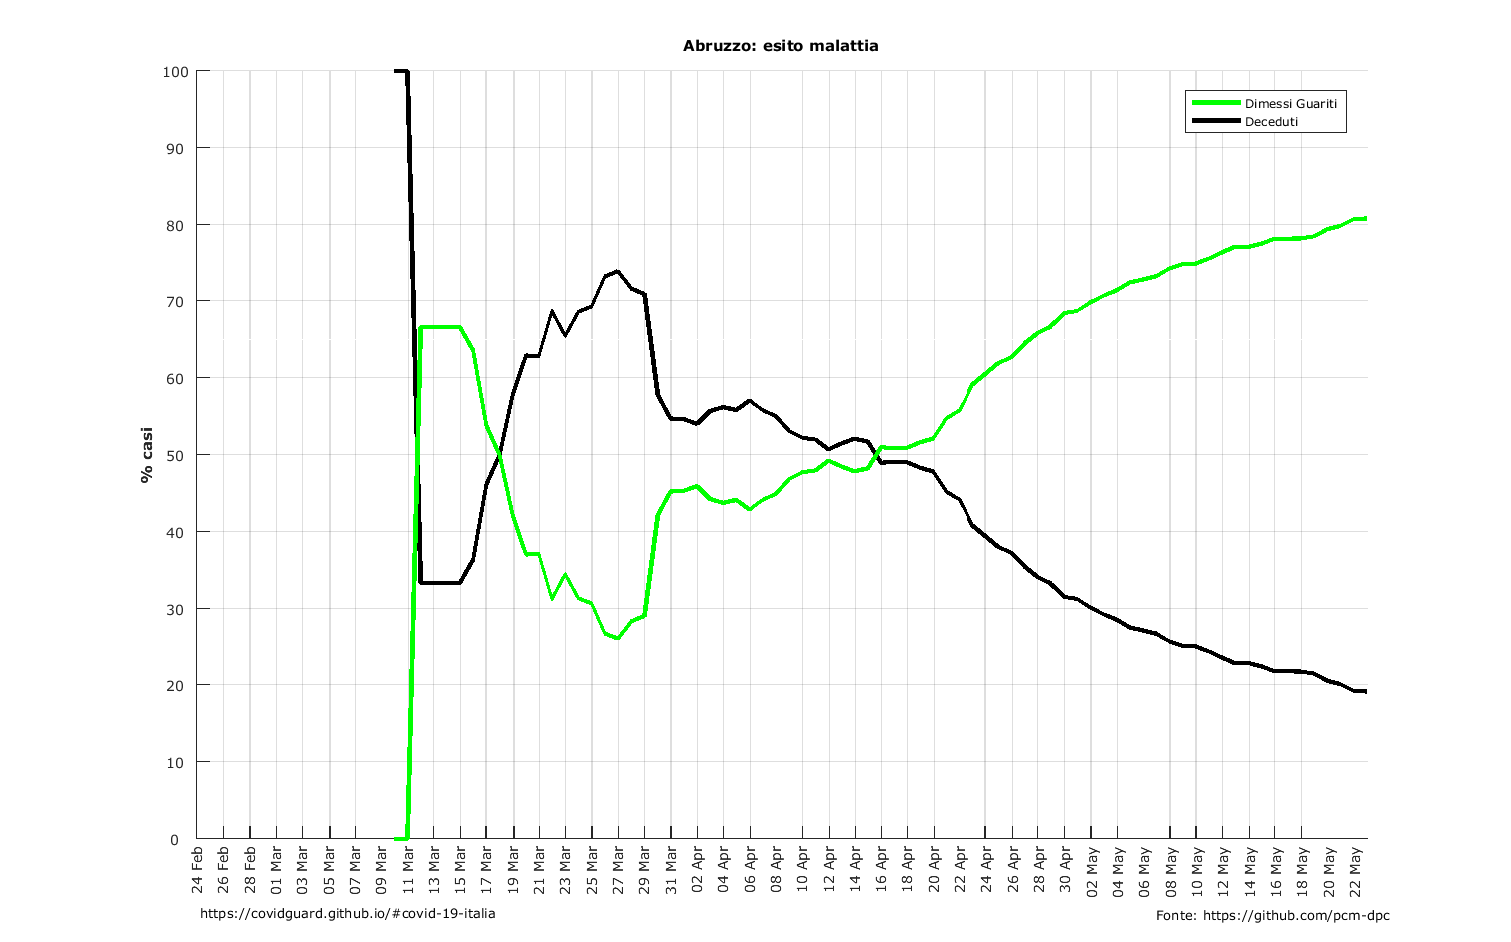 Abruzzo: esito malattia
Dimessi Guariti
Deceduti
% casi
100
90
80
70
60
50
40
30
20
10
0
24 Feb
26 Feb
28 Feb
01 Mar
03 Mar
05 Mar
07 Mar
09 Mar
11 Mar
13 Mar
15 Mar
17 Mar
19 Mar
21 Mar
23 Mar
25 Mar
27 Mar
29 Mar
31 Mar
02 Apr
04 Apr
06 Apr
08 Apr
10 Apr
12 Apr
14 Apr
16 Apr
18 Apr
20 Apr
22 Apr
24 Apr
26 Apr
28 Apr
30 Apr
02 May
04 May
06 May
08 May
10 May
12 May
14 May
16 May
18 May
20 May
22 May
https://covidguard.github.io/#covid-19-italia
Fonte: https://github.com/pcm-dpc